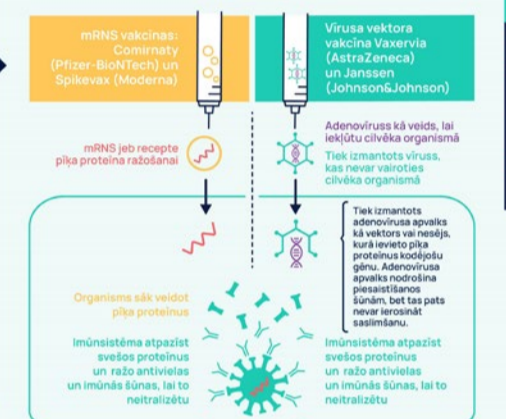 mRNS vakcīnas:
Comirnaty
(Pfizer-BioNTech) un
Spikevax (Moderna)
Vīrusa vektora
vakcīna Vaxervia
(AstraZeneca)
un Janssen
(Johnson&Johnson)
mRNS jeb recepte
pīķa proteīna ražošanai
Adenovīruss kā veids, lai
iekļūtu cilvēka organismā
Tiek izmantots vīruss,
kas nevar vairoties
cilvēka organismā
Tiek izmantots
adenovīrusa apvalks
kā vektors vai nesējs,
kurā ievieto pīķa
proteīnus kodējošu
gēnu. Adenovīrusa
apvalks nodrošina
piesaistīšanos
šūnām, bet tas pats
nevar ierosināt
saslimšanu.
Organisms sāk veidot
pīķa proteīnus
Imūnsistēma atpazīst
svešos proteīnus
un ražo antivielas
un imūnās šūnas, lai to
neitralizētu
Imūnsistēma atpazīst
svešos proteīnus
un ražo antivielas
un imūnās šūnas, lai to
neitralizētu